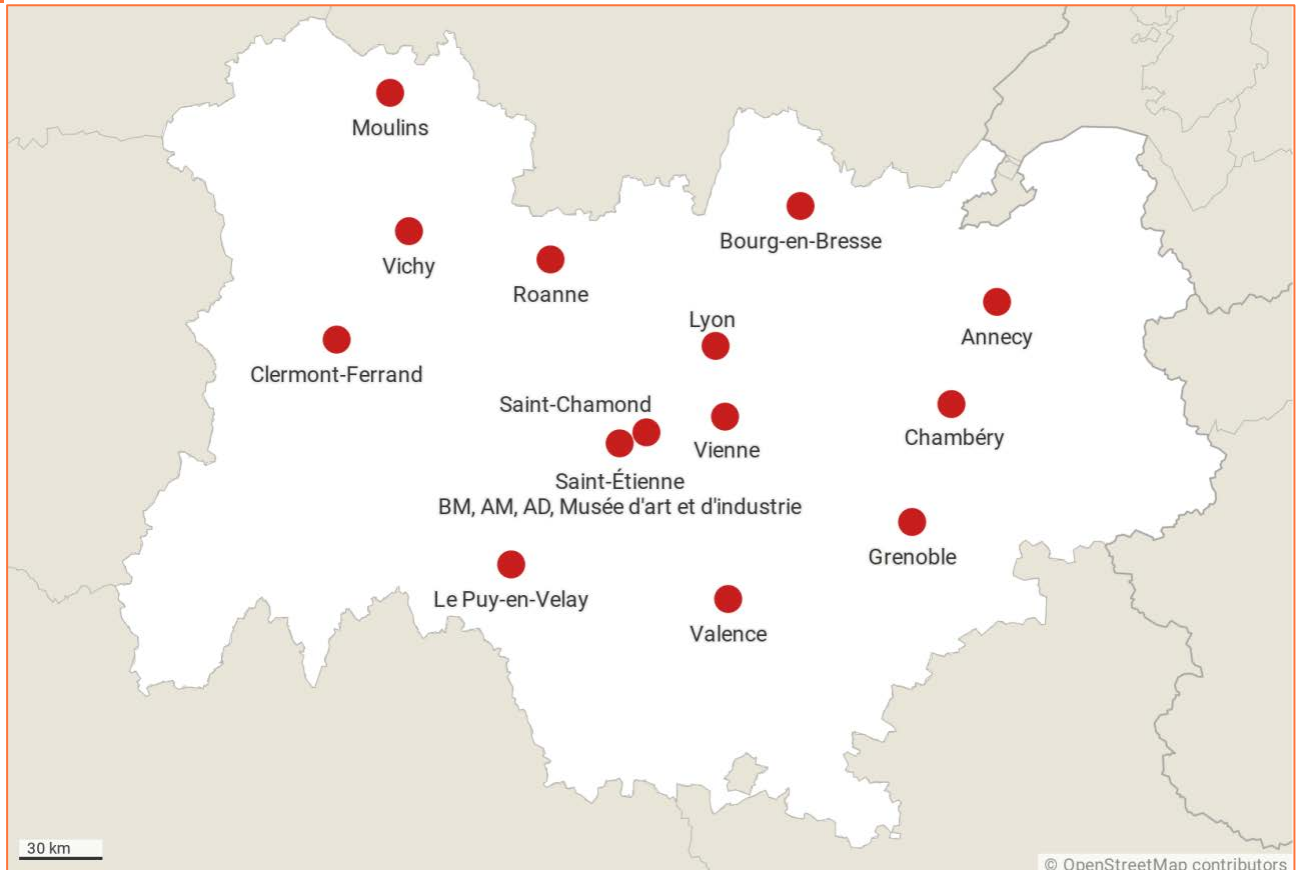 Moulins
Bourg-en-Bresse
Vichy
Roanne
Lyon
Annecy
Clermont-Ferrand
Saint-Chamond
Chambéry
Vienne
Saint-Étienne
BM, AM, AD, Musée d'art et d'industrie
Grenoble
Le Puy-en-Velay
Valence
30 km
© OpenStreetMap contributors